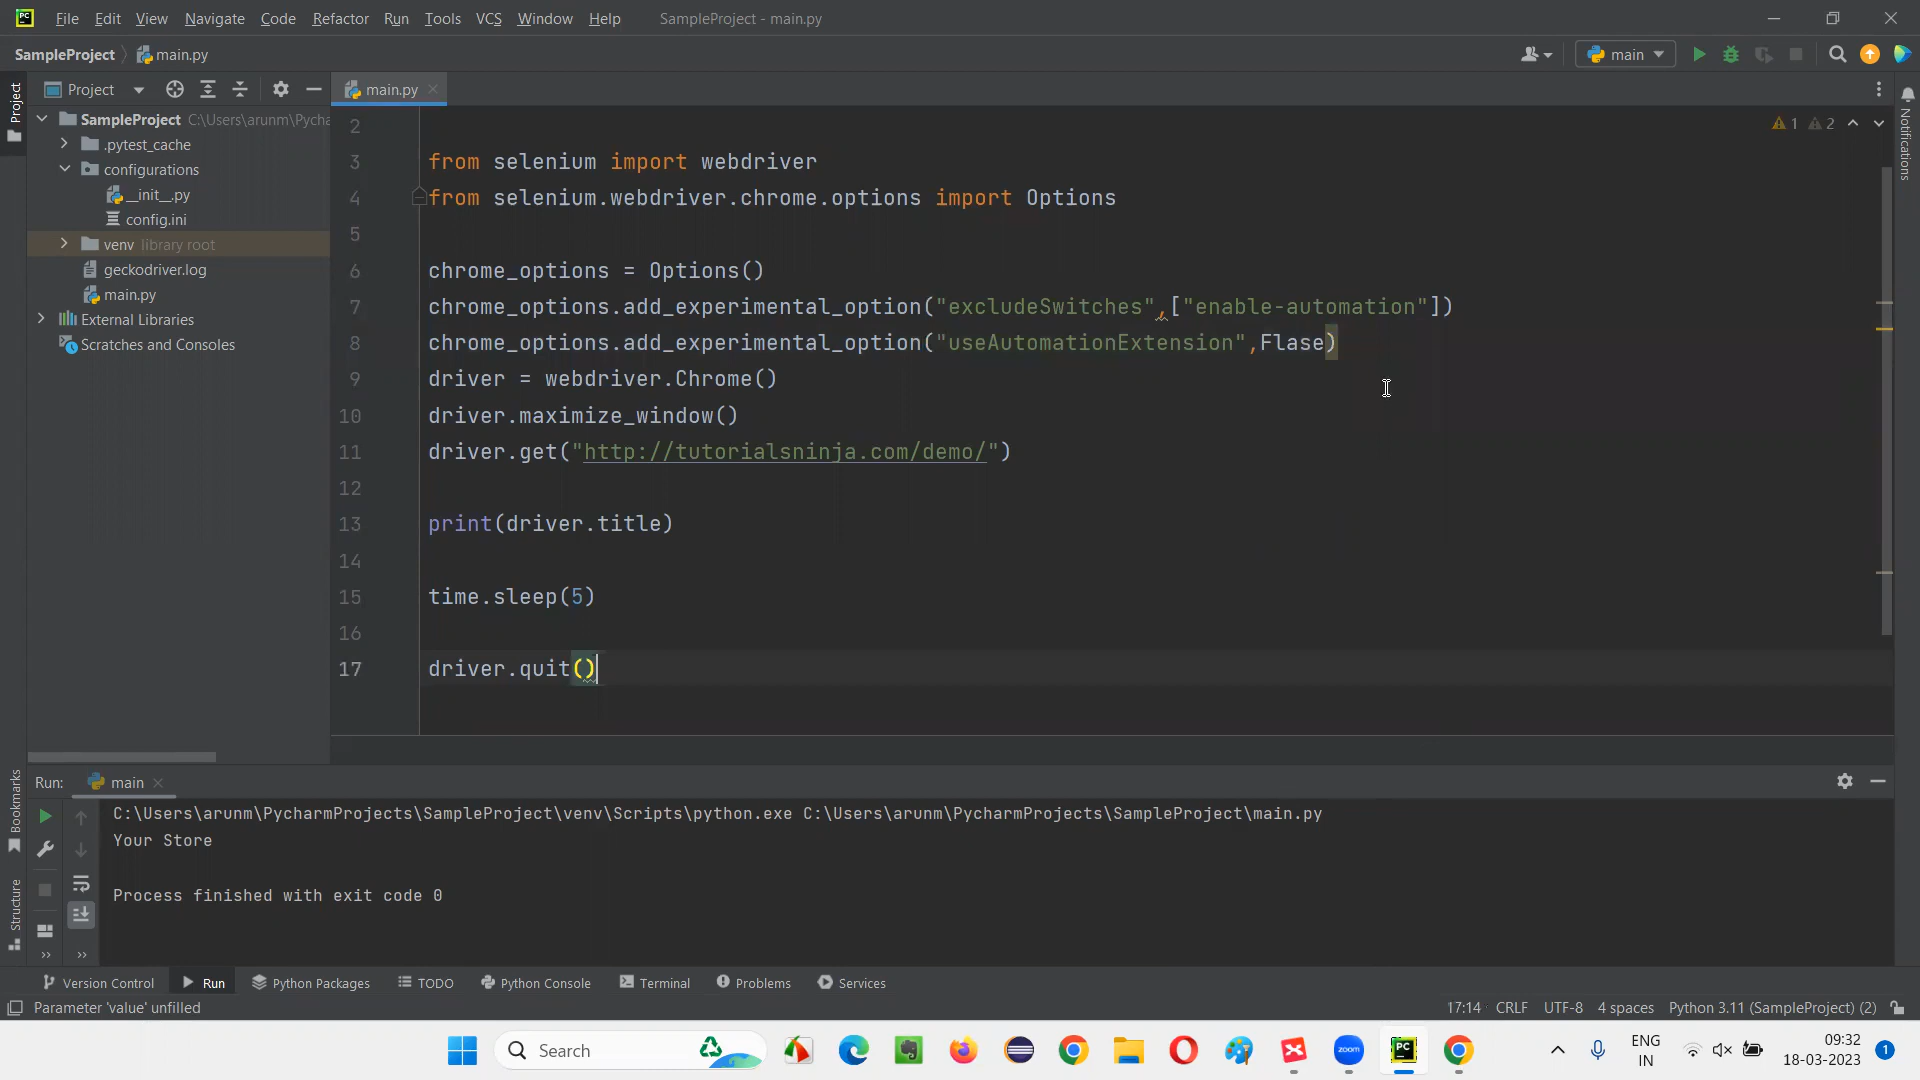 File Edit View Navigate Code Refactor Run Tools VCS Window Help SampleProject - main.py
SampleProject main.py
main
Project
main.py
Project
Notifications
SampleProject C:\Users\arunm\Pycha
.pytest_cache
configurations
__init__.py
config.ini
venv library root
geckodriver.log
main.py
External Libraries
Scratches and Consoles
1 2
2
3 from selenium import webdriver
4 from selenium.webdriver.chrome.options import Options
5
6 chrome_options = Options()
7 chrome_options.add_experimental_option("excludeSwitches",["enable-automation"])
8 chrome_options.add_experimental_option("useAutomationExtension",Flase)
9 driver = webdriver.Chrome()
10 driver.maximize_window()
11 driver.get("http://tutorialsninja.com/demo/")
12
13 print(driver.title)
14
15 time.sleep(5)
16
17 driver.quit()
Bookmarks
Structure
Run: main
C:\Users\arunm\PycharmProjects\SampleProject\venv\Scripts\python.exe C:\Users\arunm\PycharmProjects\SampleProject\main.py
Your Store
Process finished with exit code 0
Version Control Run Python Packages TODO Python Console Terminal Problems Services
Parameter 'value' unfilled 17:14 CRLF UTF-8 4 spaces Python 3.11 (SampleProject) (2)
Search
zoom
ENG
IN
09:32
18-03-2023
1